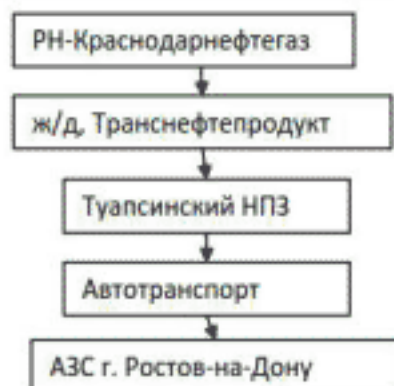 РН-Краснодарнефтегаз
ж/д, Транснефтепродукт
Туапсинский НПЗ
Автотранспорт
АЗС г. Ростов-на-Дону